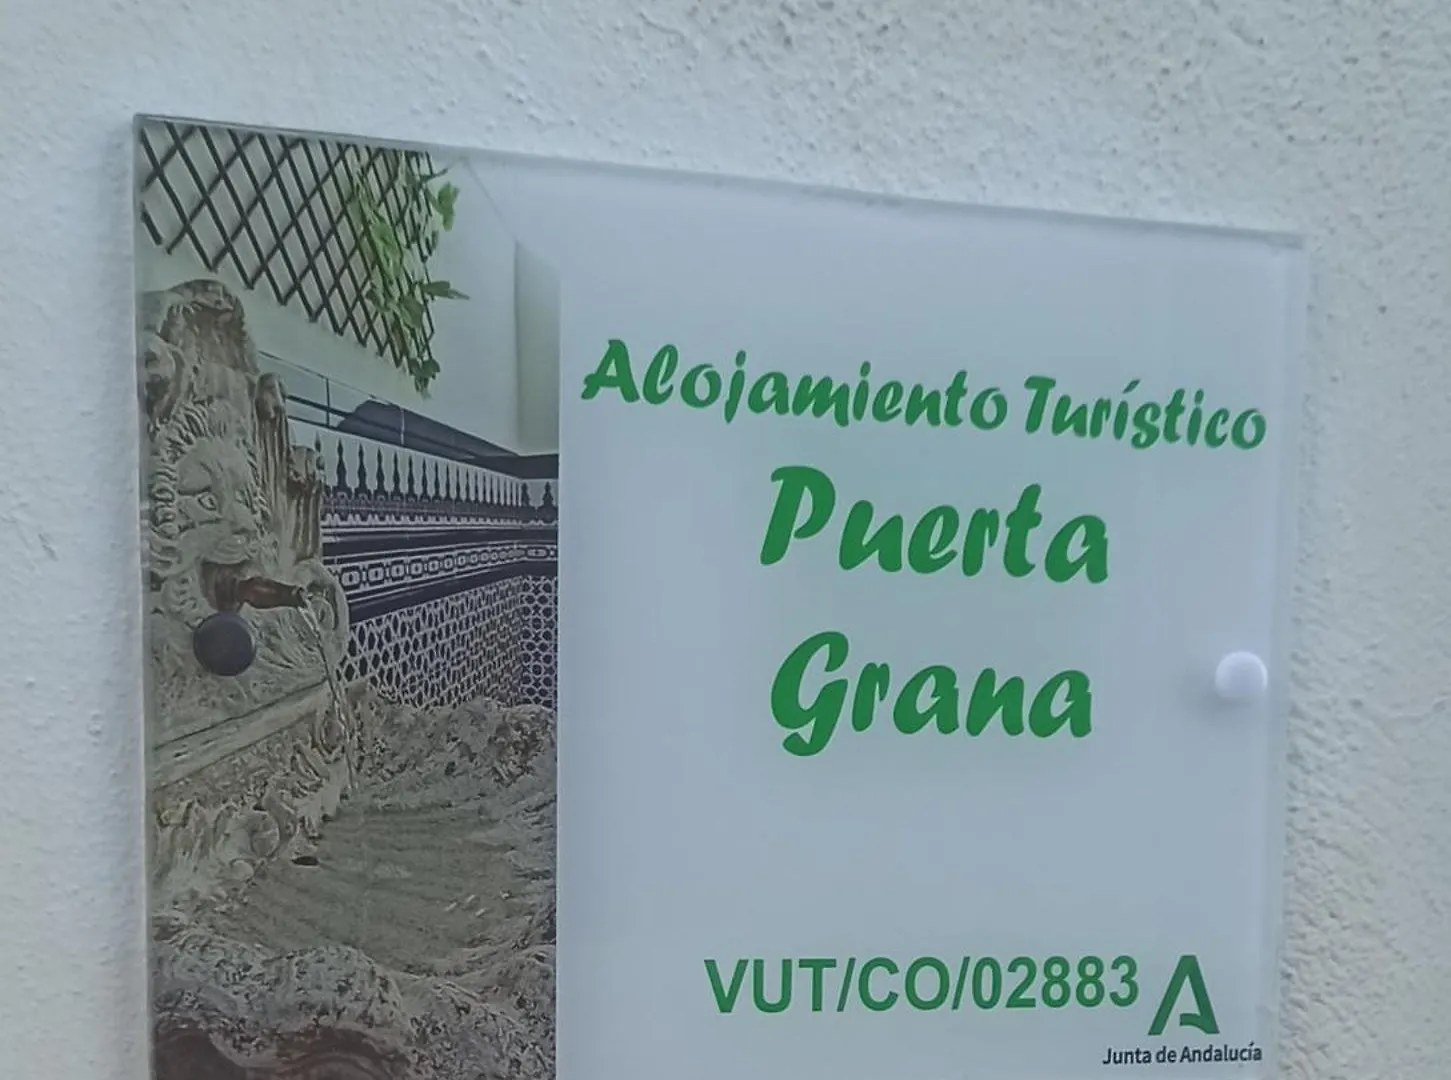 Alojamiento Turístico
Puerta
Grana
VUT/CO/02883
Junta de Andalucía